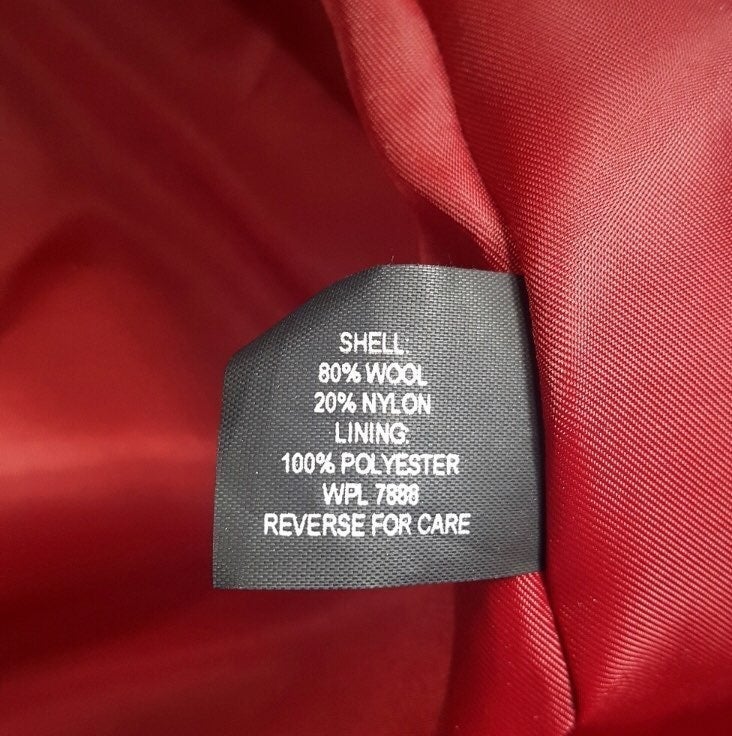 SHELL:
80% WOOL
20% NYLON
LINING:
100% POLYESTER
WPL 7888
REVERSE FOR CARE